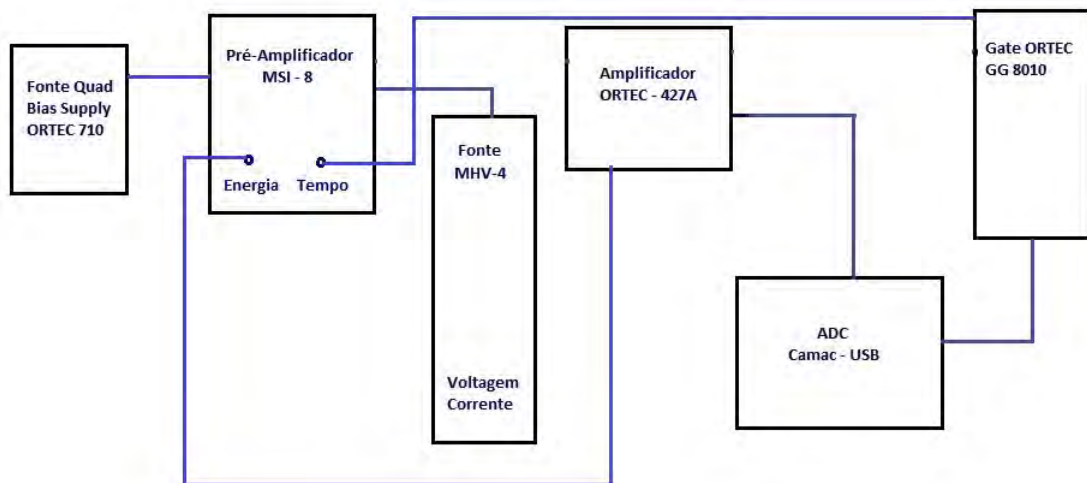 Fonte Quad
Bias Supply
ORTEC 710
Pré-Amplificador
MSI - 8
Energia
Tempo
Fonte
MHV-4
Voltagem
Corrente
Amplificador
ORTEC - 427A
Gate ORTEC
GG 8010
ADC
Camac - USB